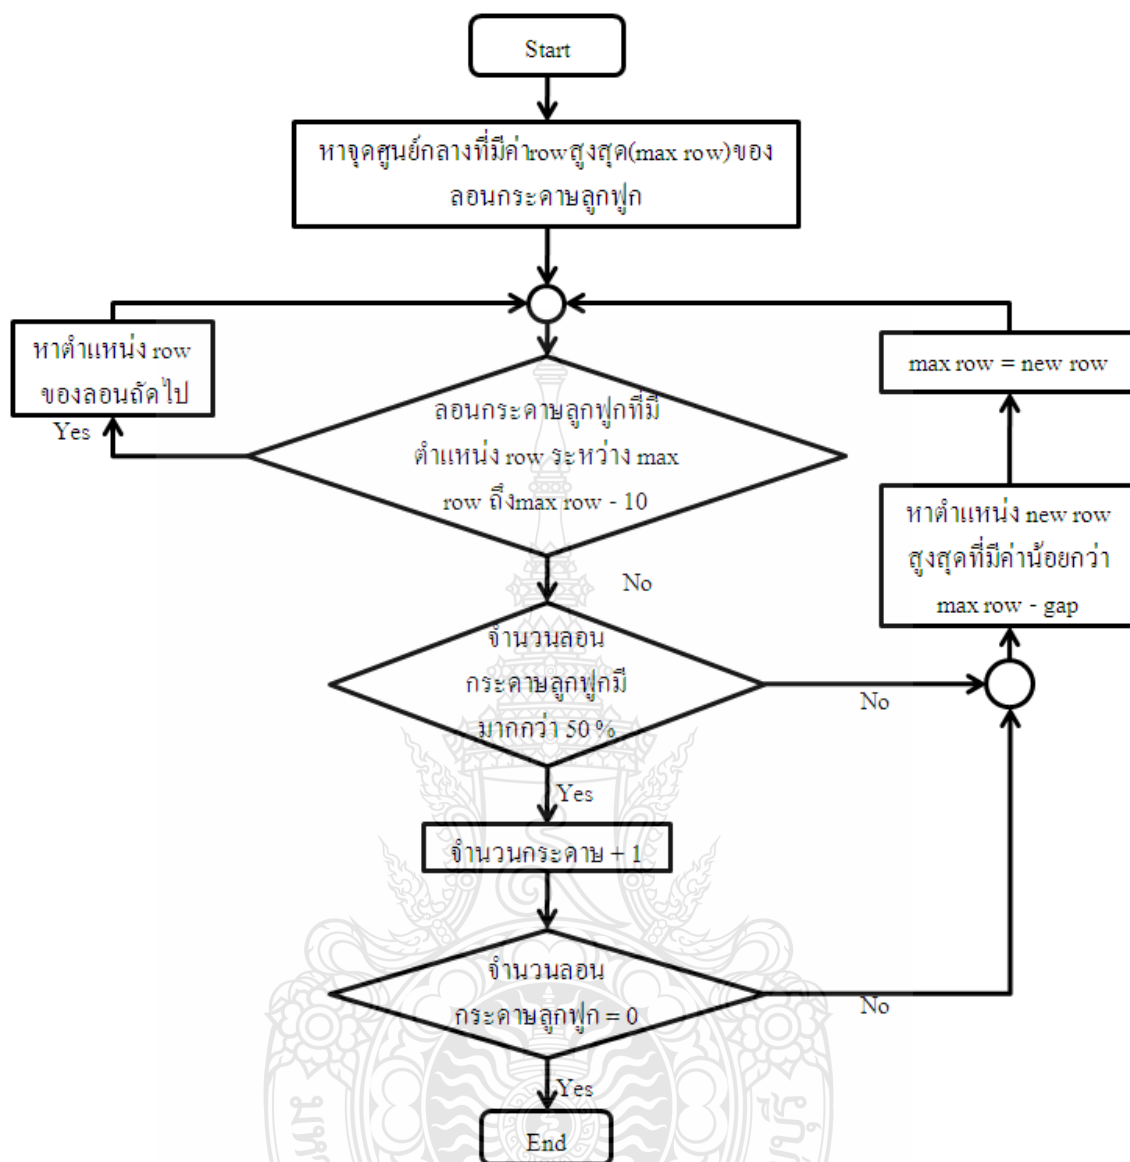 Start
หาจุดศูนย์กลางที่มีค่าrowสูงสุด(max row)ของ
ลอนกระดาษลูกฟูก
หาตำแหน่ง row
ของลอนถัดไป
Yes
max row = new row
ลอนกระดาษลูกฟูกที่มี
ตำแหน่ง row ระหว่าง max
row ถึงmax row - 10
No
หาตำแหน่ง new row
สูงสุดที่มีค่าน้อยกว่า
max row - gap
จำนวนลอน
กระดาษลูกฟูกมี
มากกว่า 50 %
No
Yes
จำนวนกระดาษ + 1
จำนวนลอน
กระดาษลูกฟูก = 0
No
Yes
End